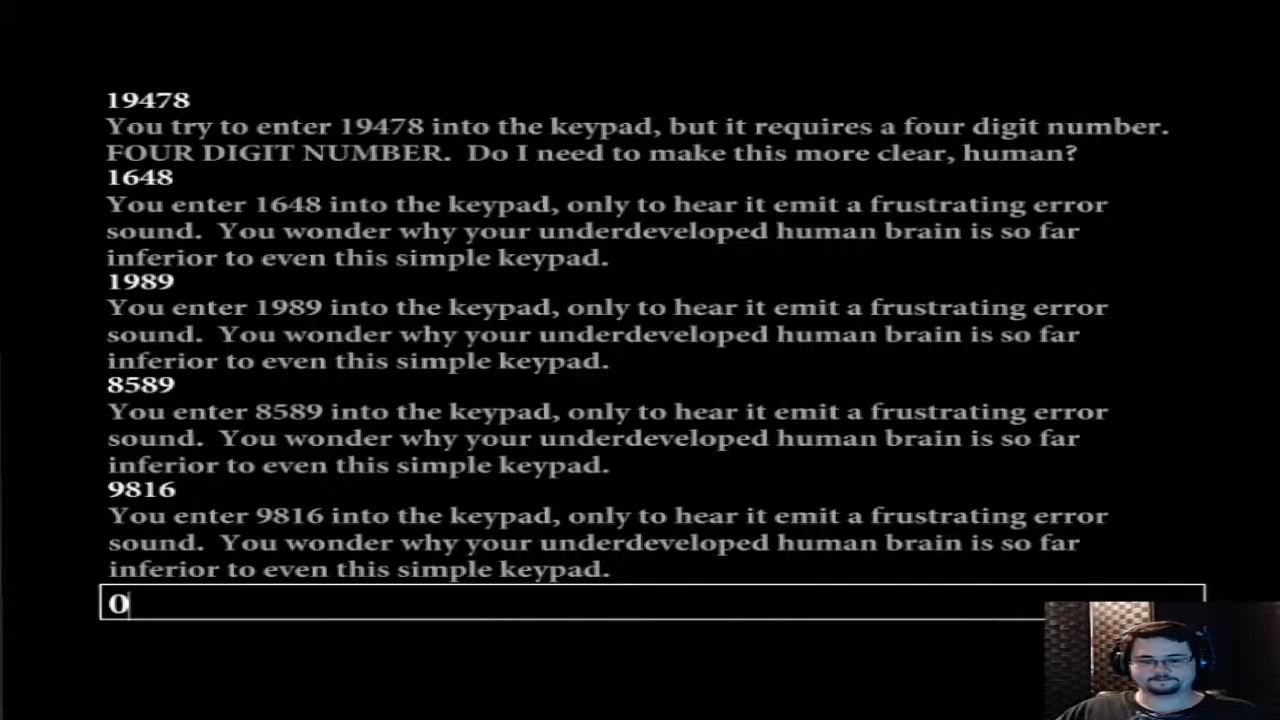 19478
You try to enter 19478 into the keypad, but it requires a four digit number.
FOUR DIGIT NUMBER.  Do I need to make this more clear, human?
1648
You enter 1648 into the keypad, only to hear it emit a frustrating error
sound.  You wonder why your underdeveloped human brain is so far
inferior to even this simple keypad.
1989
You enter 1989 into the keypad, only to hear it emit a frustrating error
sound.  You wonder why your underdeveloped human brain is so far
inferior to even this simple keypad.
8589
You enter 8589 into the keypad, only to hear it emit a frustrating error
sound.  You wonder why your underdeveloped human brain is so far
inferior to even this simple keypad.
9816
You enter 9816 into the keypad, only to hear it emit a frustrating error
sound.  You wonder why your underdeveloped human brain is so far
inferior to even this simple keypad.
0